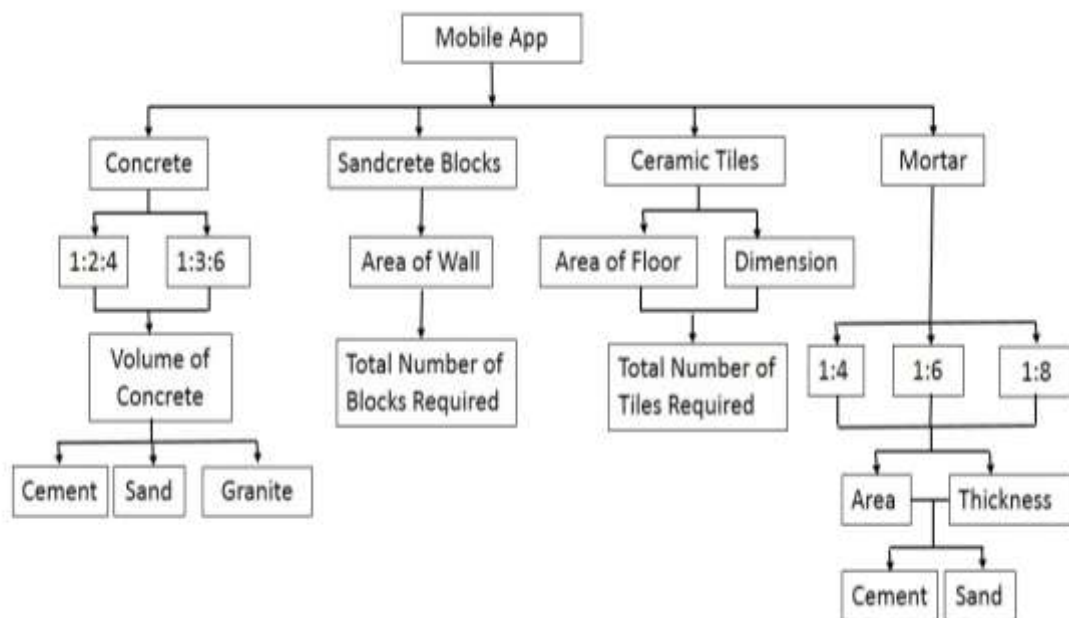 Mobile App
Concrete
Sandcrete Blocks
Ceramic Tiles
Mortar
1:2:4
1:3:6
Area of Wall
Area of Floor
Dimension
Volume of
Concrete
Total Number of
Blocks Required
Total Number of
Tiles Required
1:4
1:6
1:8
Cement
Sand
Granite
Area
Thickness
Cement
Sand